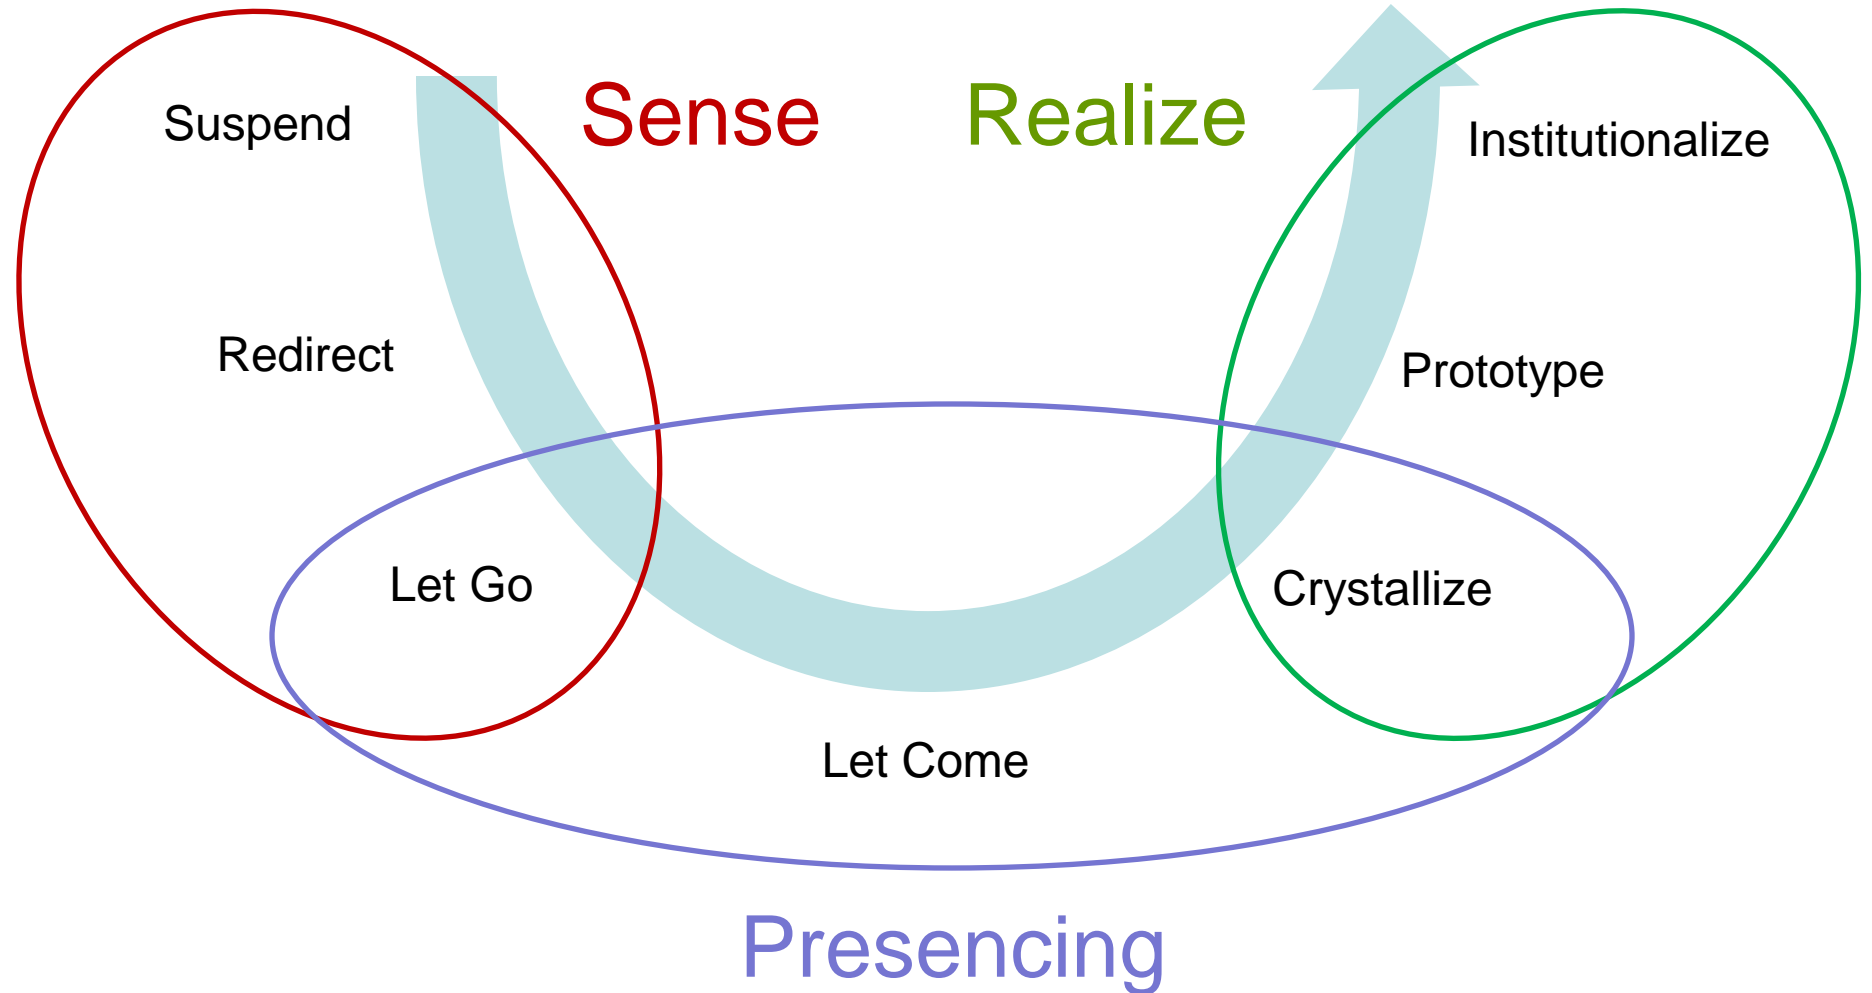 Suspend
Sense
Realize
Institutionalize
Redirect
Prototype
Let Go
Crystallize
Let Come
Presencing